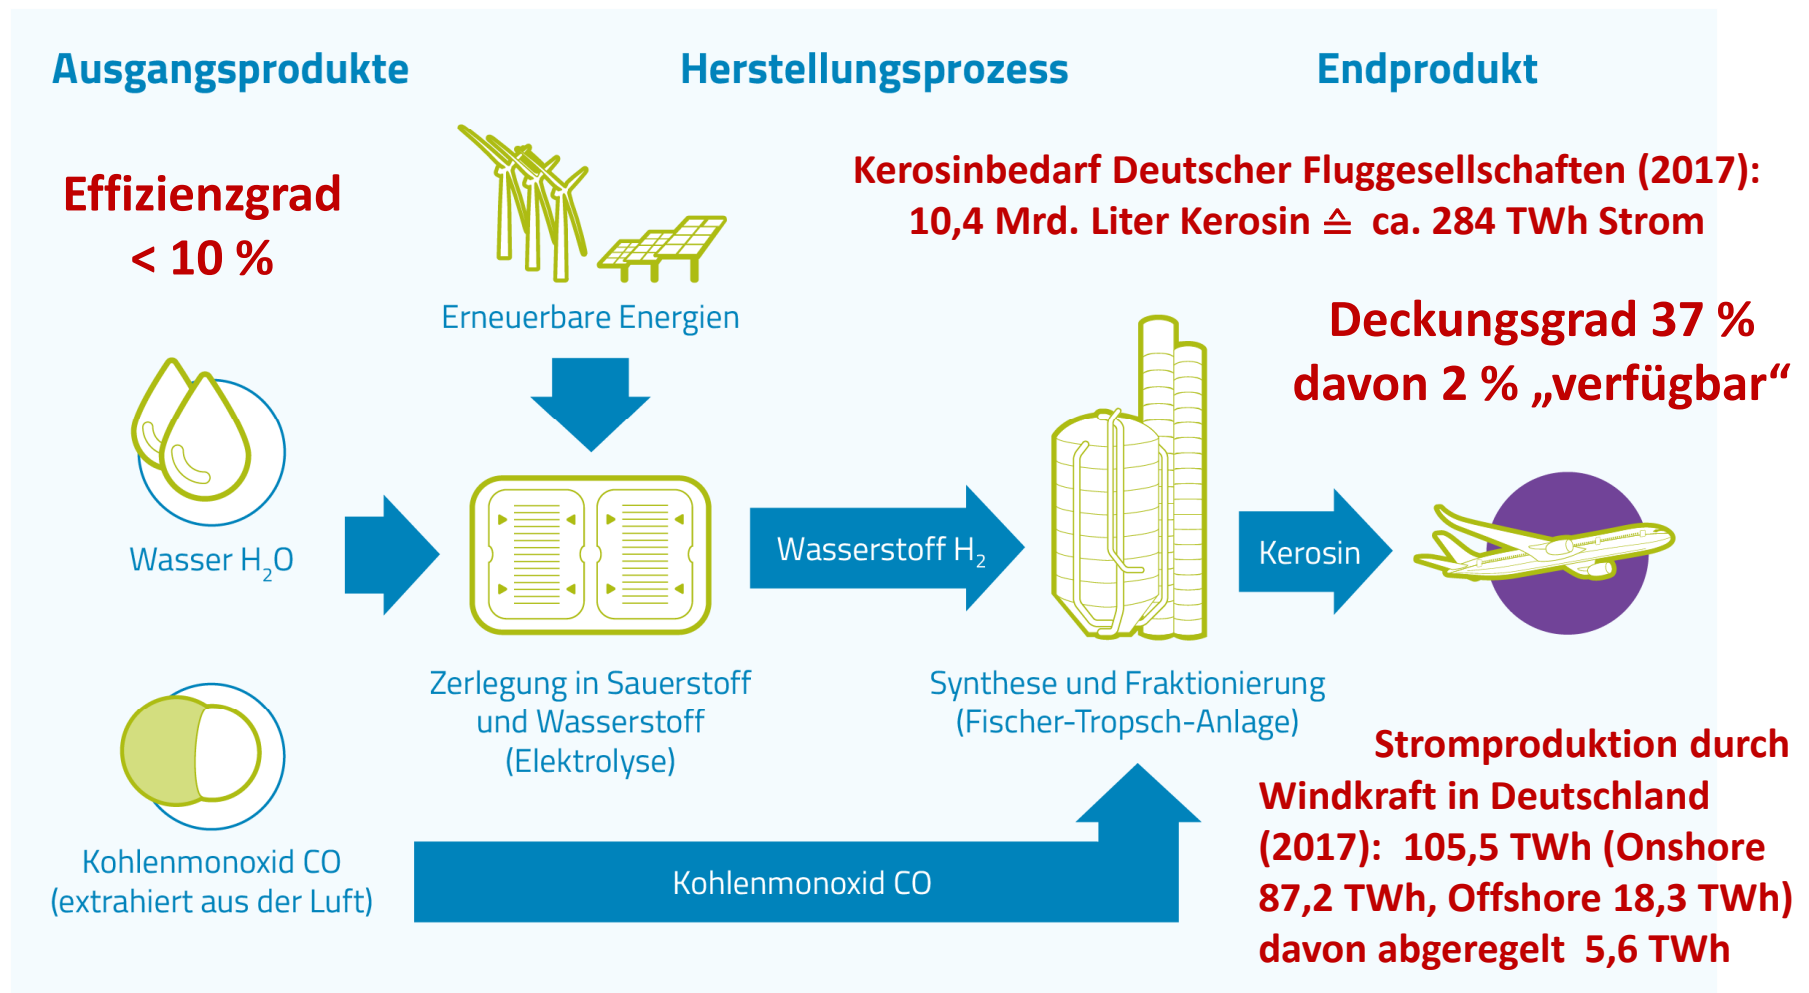 Ausgangsprodukte
Herstellungsprozess
Endprodukt
Effizienzgrad
< 10 %
Erneuerbare Energien
Kerosinbedarf Deutscher Fluggesellschaften (2017):
10,4 Mrd. Liter Kerosin ≙ ca. 284 TWh Strom
Deckungsgrad 37 %
davon 2 % „verfügbar“
Wasser H₂O
Wasserstoff H₂
Kerosin
Zerlegung in Sauerstoff
und Wasserstoff
(Elektrolyse)
Synthese und Fraktionierung
(Fischer-Tropsch-Anlage)
Kohlenmonoxid CO
(extrahiert aus der Luft)
Kohlenmonoxid CO
Stromproduktion durch
Windkraft in Deutschland
(2017): 105,5 TWh (Onshore
87,2 TWh, Offshore 18,3 TWh)
davon abgeregelt 5,6 TWh